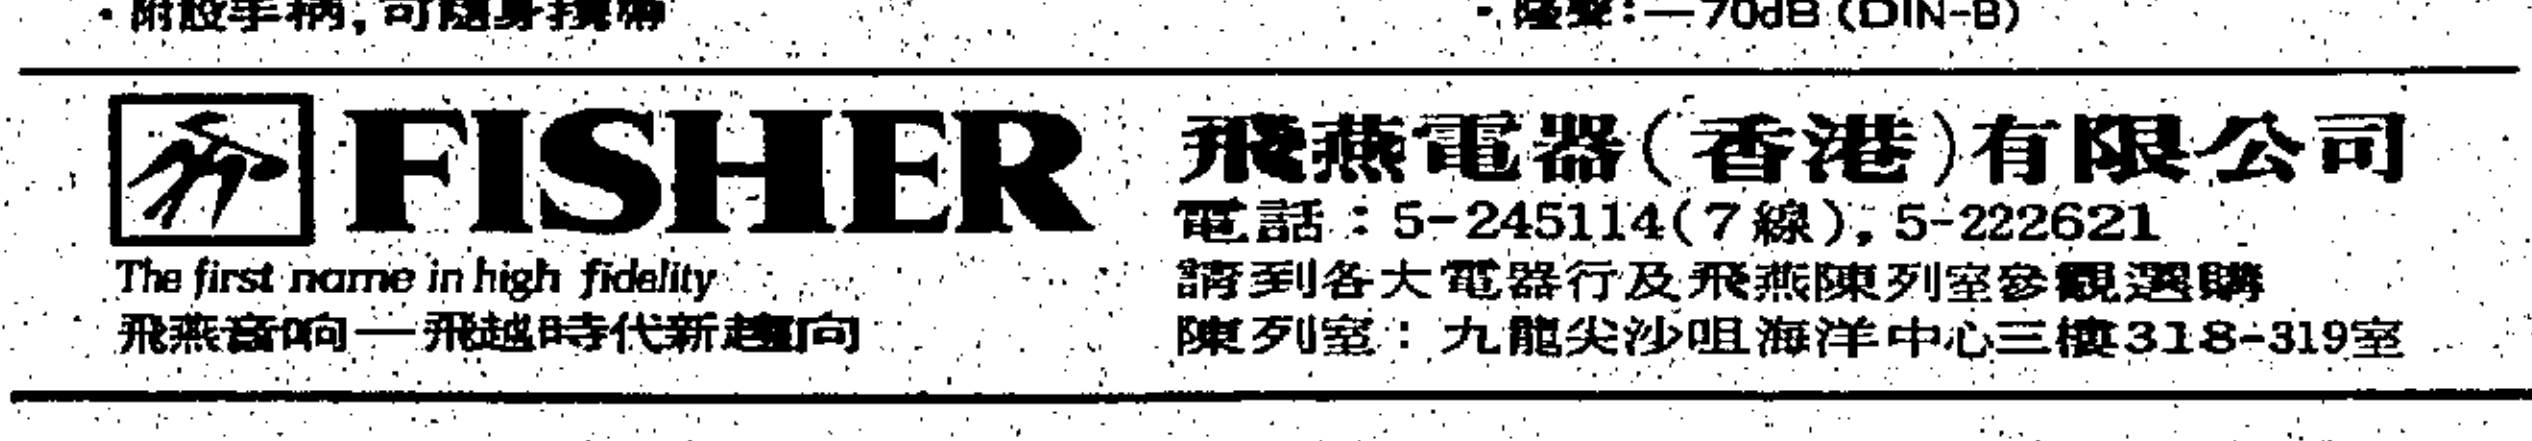 ・附設手柄，可隨身攜帶
・隆聲：—70dB (DIN-B)
FISHER
The first name in high fidelity
飛燕音响—飛越時代新趨向
飛燕電器(香港)有限公司
電話：5-245114(7線)，5-222621
請到各大電器行及飛燕陳列室參觀選購
陳列室：九龍尖沙咀海洋中心三樓318-319室